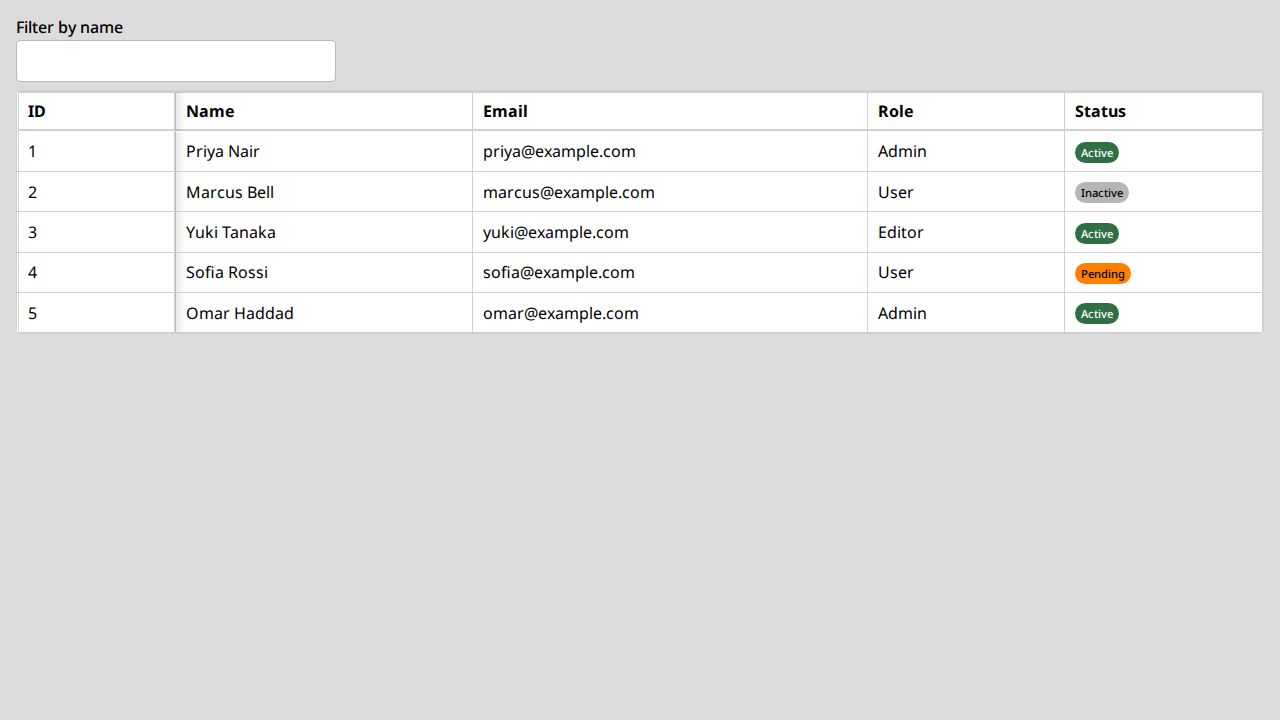 Filter by name
ID Name Email Role Status
1 Priya Nair priya@example.com Admin Active
2 Marcus Bell marcus@example.com User Inactive
3 Yuki Tanaka yuki@example.com Editor Active
4 Sofia Rossi sofia@example.com User Pending
5 Omar Haddad omar@example.com Admin Active